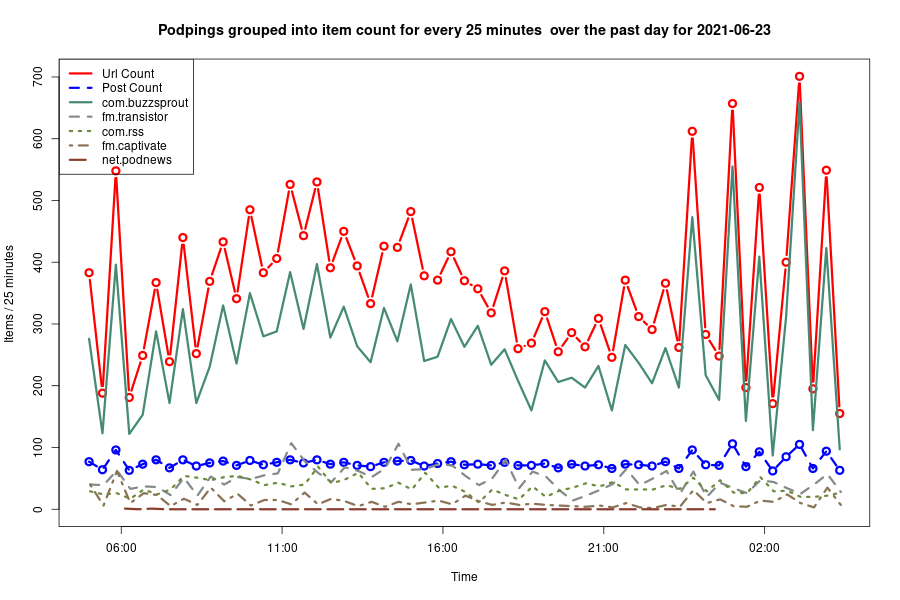 Podpings grouped into item count for every 25 minutes  over the past day for 2021-06-23
Url Count
Post Count
com.buzzsprout
fm.transistor
com.rss
fm.captivate
net.podnews
Items / 25 minutes
700
600
500
400
300
200
100
0
06:00 11:00 16:00 21:00 02:00
Time